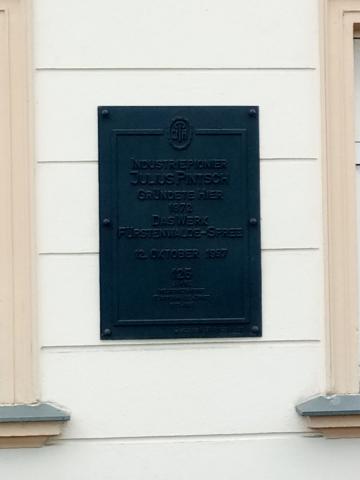 INDUSTRIEPIONIER
JULIUS PINTSCH
GRÜNDETE HIER
1872
DAS WERK
FÜRSTENWALDE-SPREE
12. OKTOBER 1997
125